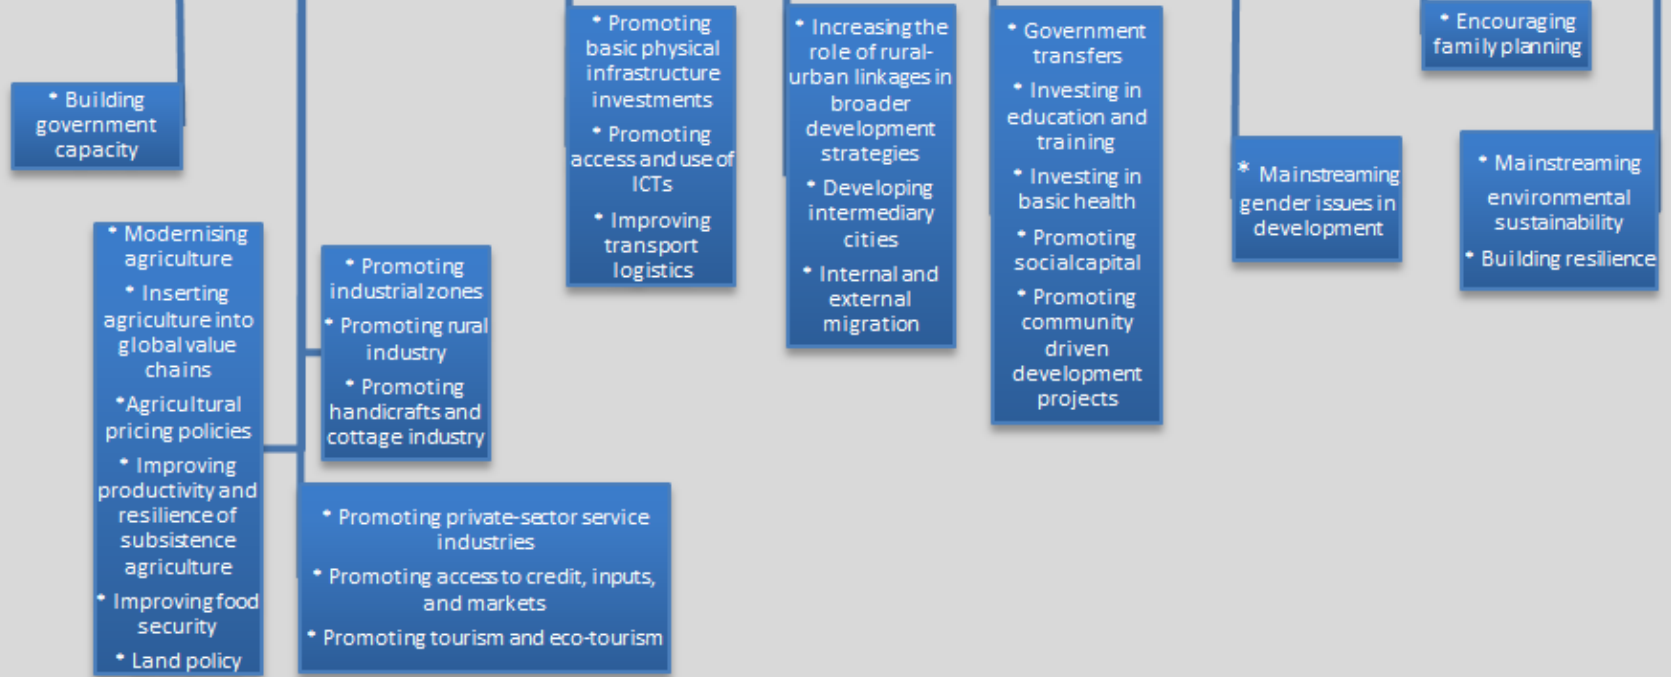 * Building
government
capacity
* Modernising
agriculture
* Inserting
agriculture into
global value
chains
*Agricultural
pricing policies
* Improving
productivity and
resilience of
subsistence
agriculture
* Improving food
security
* Land policy
* Promoting
industrial zones
* Promoting rural
industry
* Promoting
handicrafts and
cottage industry
* Promoting private-sector service
industries
* Promoting access to credit, inputs,
and markets
* Promoting tourism and eco-tourism
* Promoting
basic physical
infrastructure
investments
* Promoting
access and use of
ICTs
* Improving
transport
logistics
* Increasing the
role of rural-
urban linkages in
broader
development
strategies
* Developing
intermediary
cities
* Internal and
external
migration
* Government
transfers
* Investing in
education and
training
* Investing in
basic health
* Promoting
social capital
* Promoting
community
driven
development
projects
* Mainstreaming
gender issues in
development
* Encouraging
family planning
* Mainstreaming
environmental
sustainability
* Building resilience